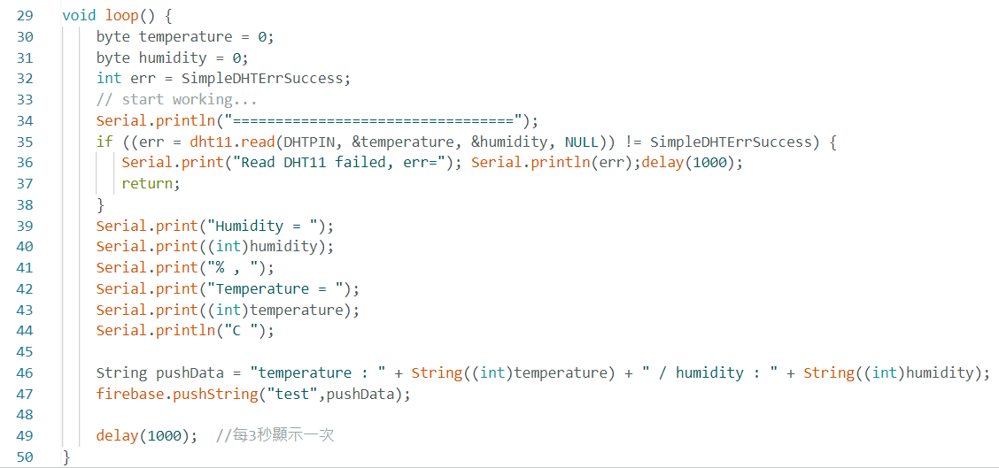 29 void loop() {
30 byte temperature = 0;
31 byte humidity = 0;
32 int err = SimpleDHTErrSuccess;
33 // start working...
34 Serial.println("=================================");
35 if ((err = dht11.read(DHTPIN, &temperature, &humidity, NULL)) != SimpleDHTErrSuccess) {
36 Serial.print("Read DHT11 failed, err="); Serial.println(err);delay(1000);
37 return;
38 }
39 Serial.print("Humidity = ");
40 Serial.print((int)humidity);
41 Serial.print("% , ");
42 Serial.print("Temperature = ");
43 Serial.print((int)temperature);
44 Serial.println("C ");
45
46 String pushData = "temperature : " + String((int)temperature) + " / humidity : " + String((int)humidity);
47 firebase.pushString("test",pushData);
48
49 delay(1000);  //每3秒顯示一次
50 }